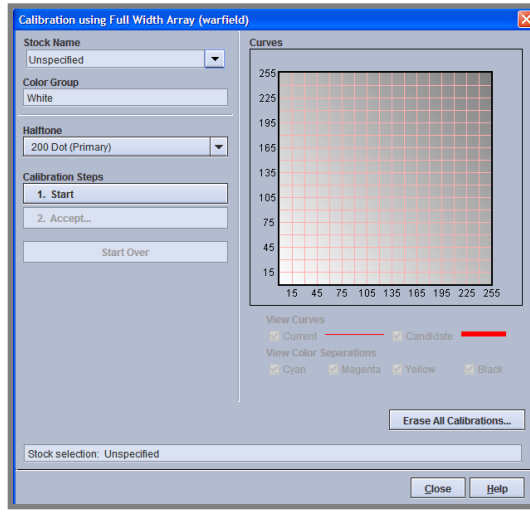 Calibration using Full Width Array (warfield)
Stock Name
Unspecified
Color Group
White
Halftone
200 Dot (Primary)
Calibration Steps
1. Start
2. Accept...
Start Over
Curves
255
225
195
165
135
105
75
45
15
15 45 75 105 135 165 195 225 255
View Curves
Current Candidate
View Color Separations
Cyan Magenta Yellow Black
Erase All Calibrations...
Stock selection: Unspecified
Close Help